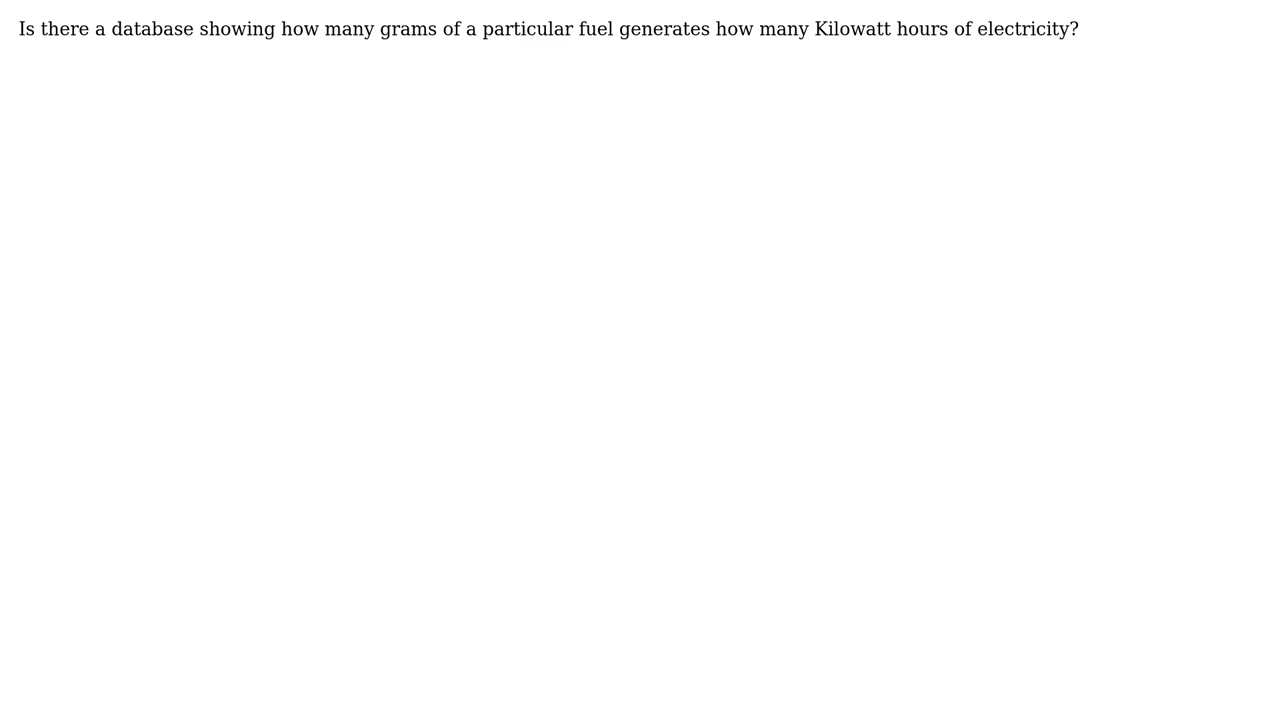 Is there a database showing how many grams of a particular fuel generates how many Kilowatt hours of electricity?